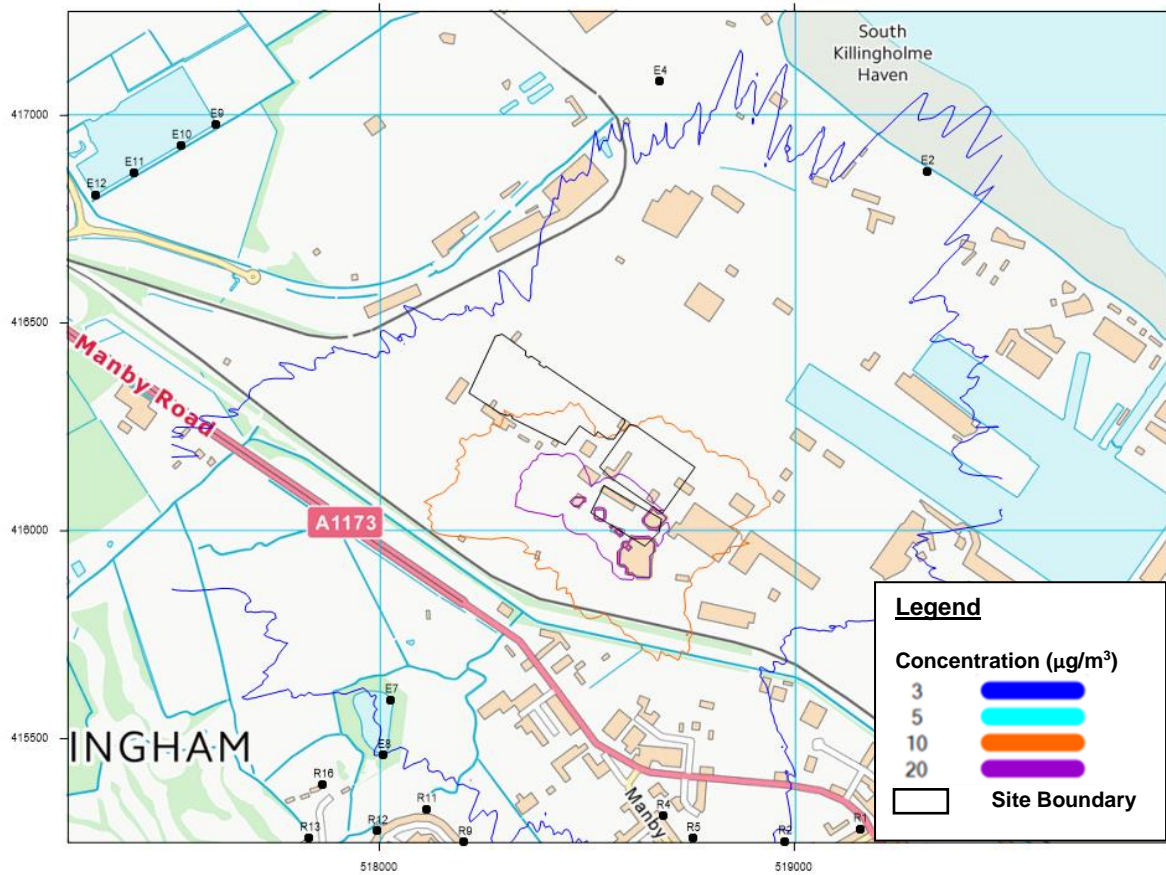 South
Killingholme
Haven
E4
417000
E9
E10
E11
E12
E2
416500
Manby Road
A1173
416000
Legend
Concentration (µg/m³)
3
5
10
20
Site Boundary
E7
415500
INGHAM
E8
R16
Manby
R11
R4
R13
R12
R9
R5
R2
R1
518000
519000